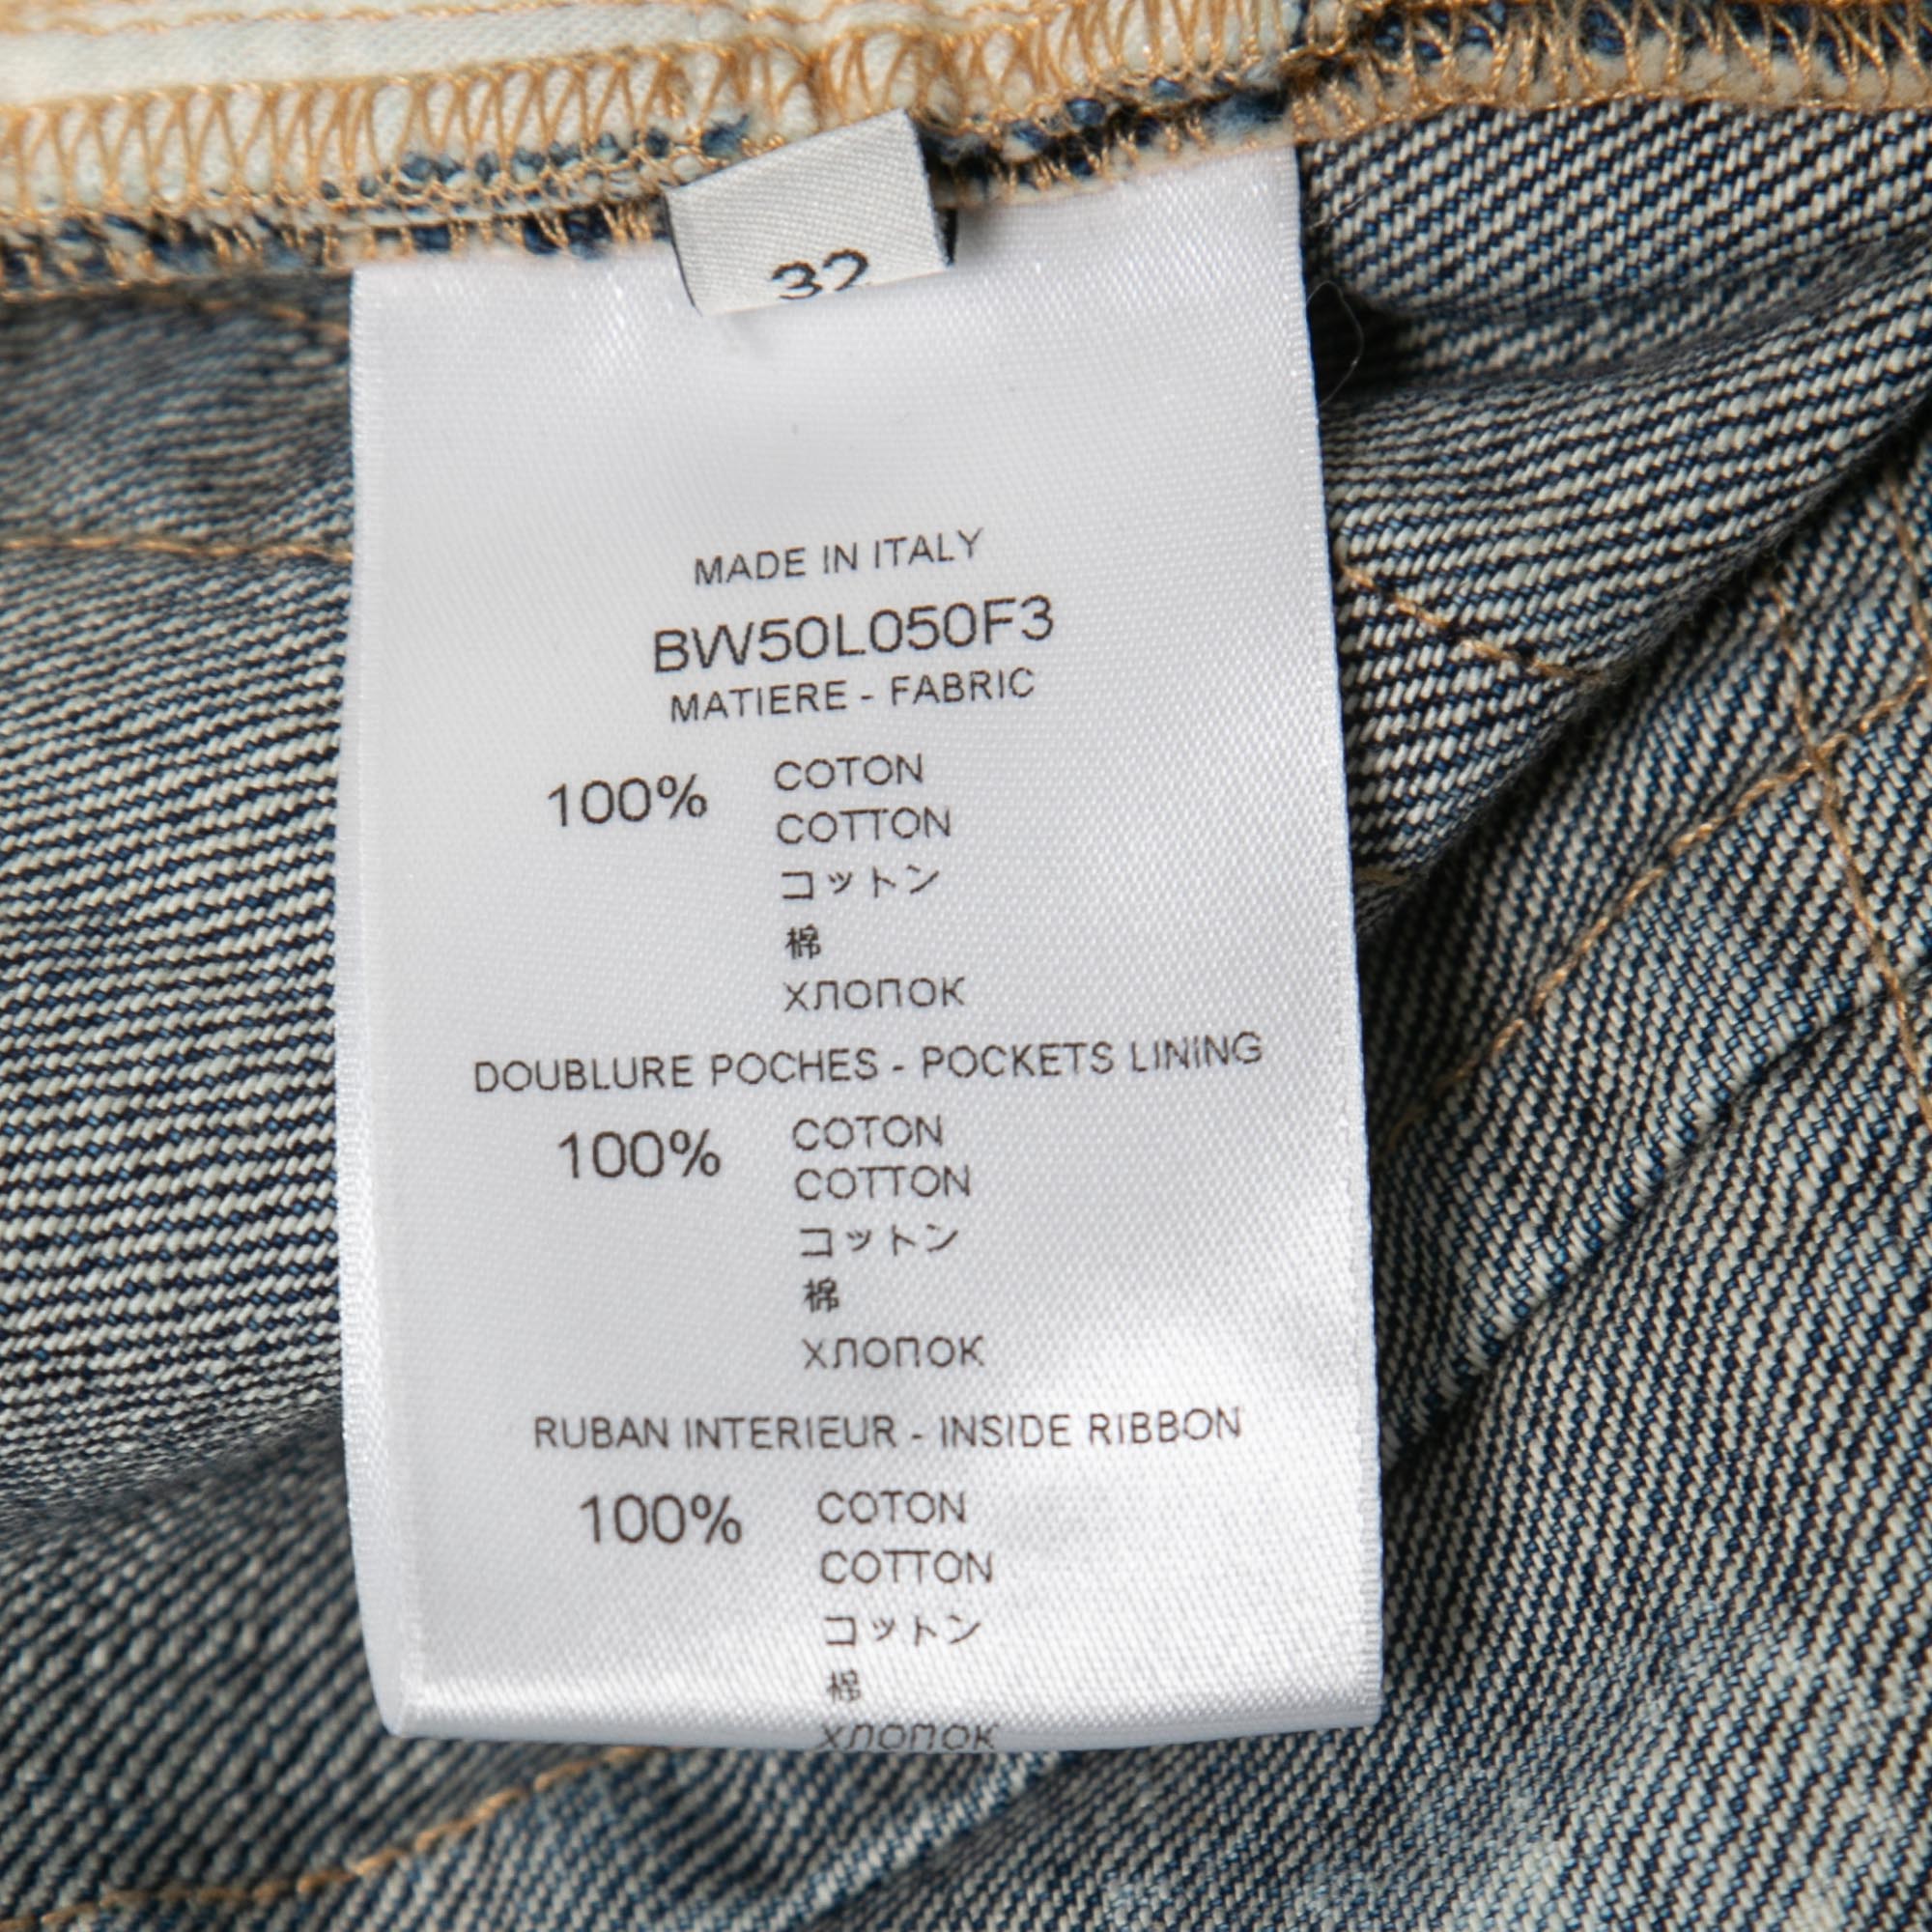 32
MADE IN ITALY
BW50L050F3
MATIERE - FABRIC
100% COTON
COTTON
コットン
棉
хлопок
DOUBLURE POCHES - POCKETS LINING
100% COTON
COTTON
コットン
棉
хлопок
RUBAN INTERIEUR - INSIDE RIBBON
100% COTON
COTTON
コットン
棉
хлопок